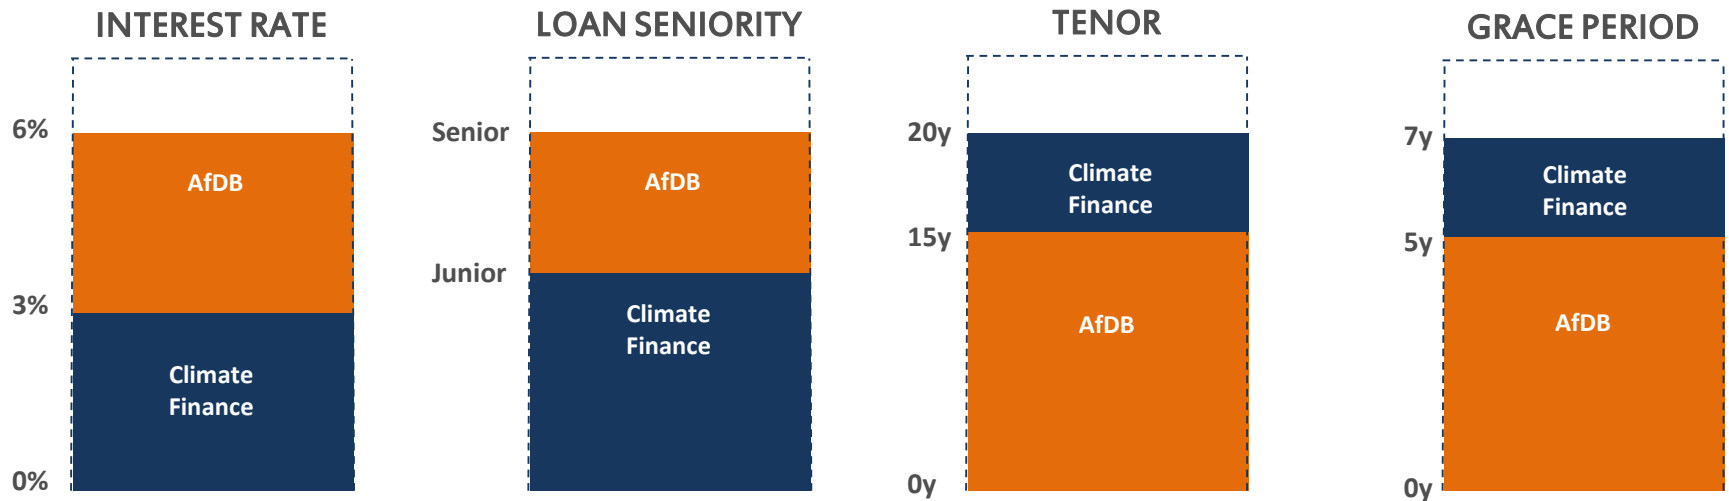 INTEREST RATE
6%
AfDB
3%
Climate
Finance
0%
LOAN SENIORITY
Senior
AfDB
Junior
Climate
Finance
TENOR
20y
Climate
Finance
15y
AfDB
0y
GRACE PERIOD
7y
Climate
Finance
5y
AfDB
0y